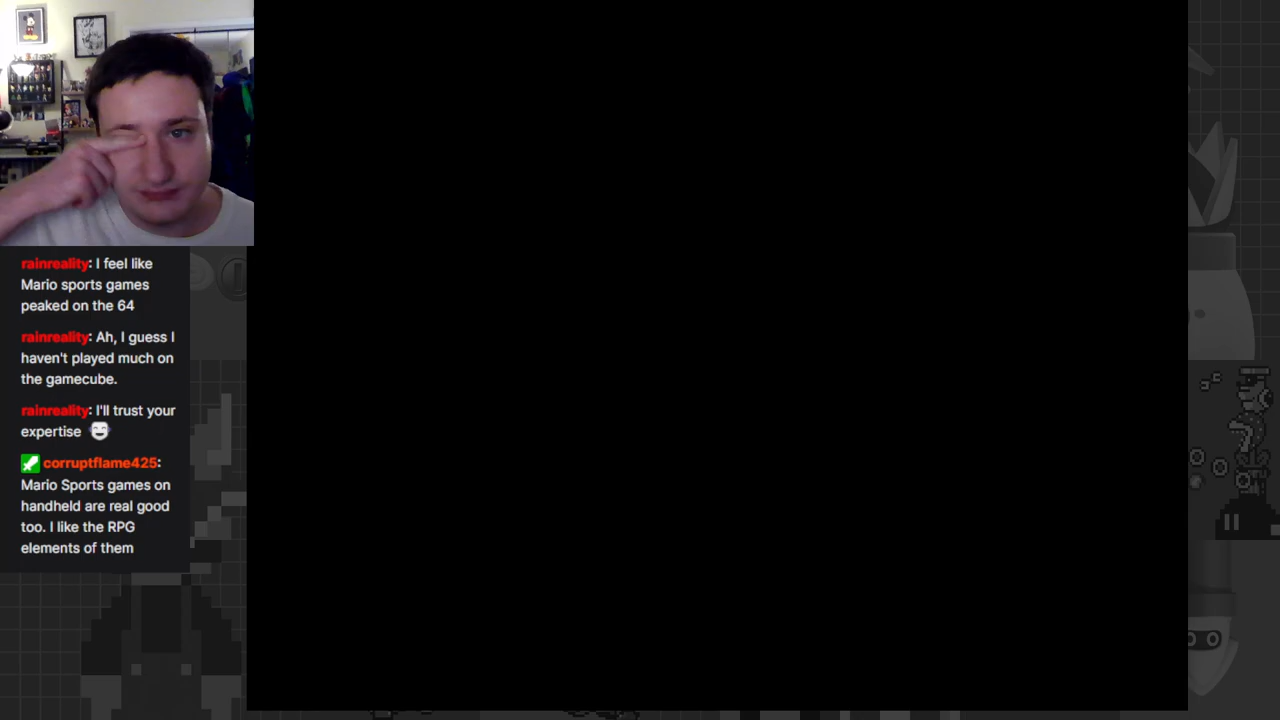 rainreality: I feel like
Mario sports games
peaked on the 64
rainreality: Ah, I guess I
haven't played much on
the gamecube.
rainreality: I'll trust your
expertise
corruptflame425:
Mario Sports games on
handheld are real good
too. I like the RPG
elements of them